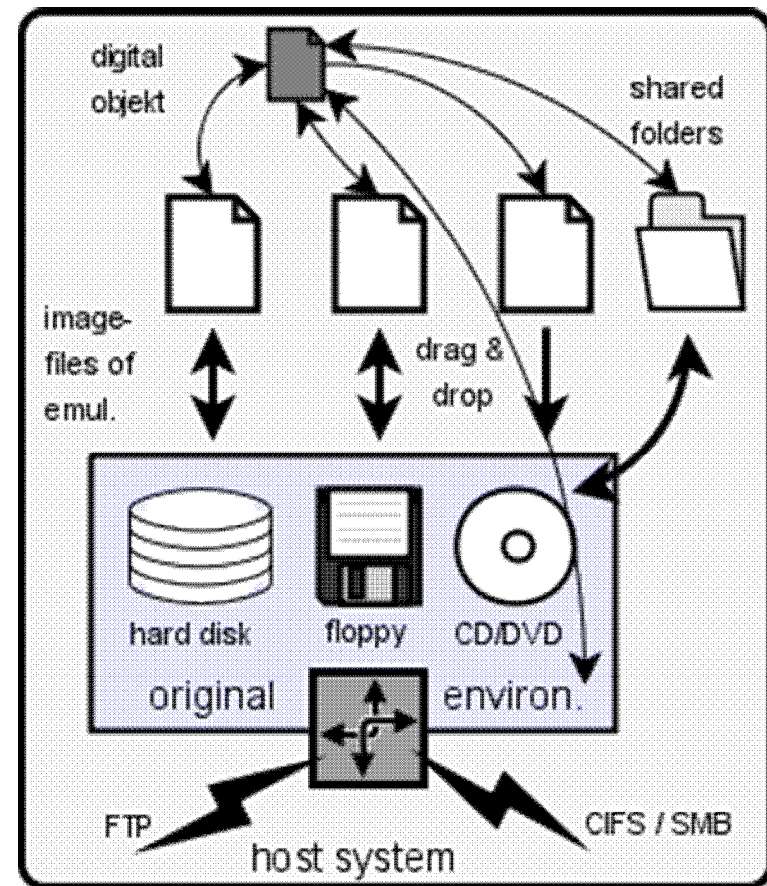 digital
objekt
shared
folders
image-
files of
emul.
drag &
drop
hard disk
floppy
CD/DVD
original
environ.
FTP
CIFS / SMB
host system